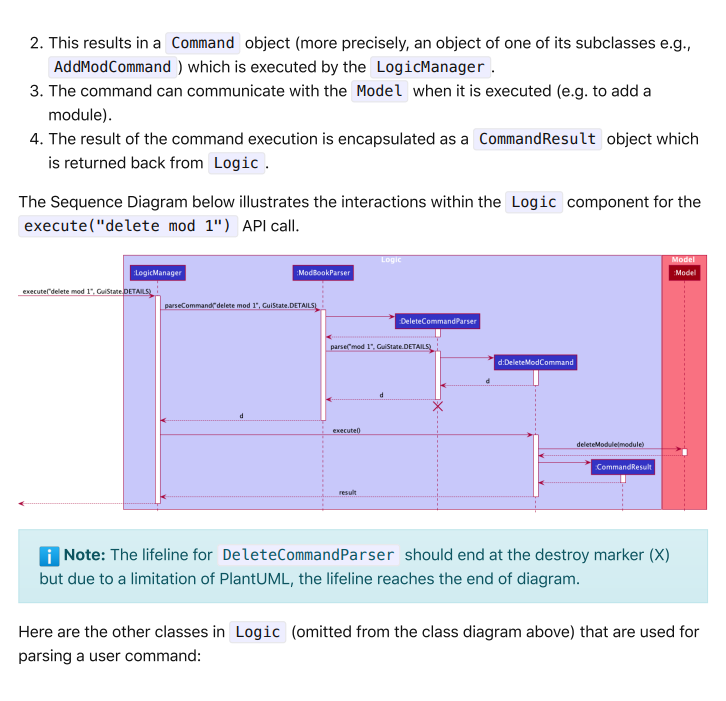 2. This results in a Command object (more precisely, an object of one of its subclasses e.g.,
AddModCommand ) which is executed by the LogicManager .
3. The command can communicate with the Model when it is executed (e.g. to add a
module).
4. The result of the command execution is encapsulated as a CommandResult object which
is returned back from Logic .
The Sequence Diagram below illustrates the interactions within the Logic component for the
execute("delete mod 1") API call.
Logic
Model
:LogicManager
:ModBookParser
:Model
execute("delete mod 1", GuiState.DETAILS)
parseCommand("delete mod 1", GuiState.DETAILS)
:DeleteCommandParser
parse("mod 1", GuiState.DETAILS)
d:DeleteModCommand
d
d
d
execute()
deleteModule(module)
:CommandResult
result
i Note: The lifeline for DeleteCommandParser should end at the destroy marker (X)
but due to a limitation of PlantUML, the lifeline reaches the end of diagram.
Here are the other classes in Logic (omitted from the class diagram above) that are used for
parsing a user command: